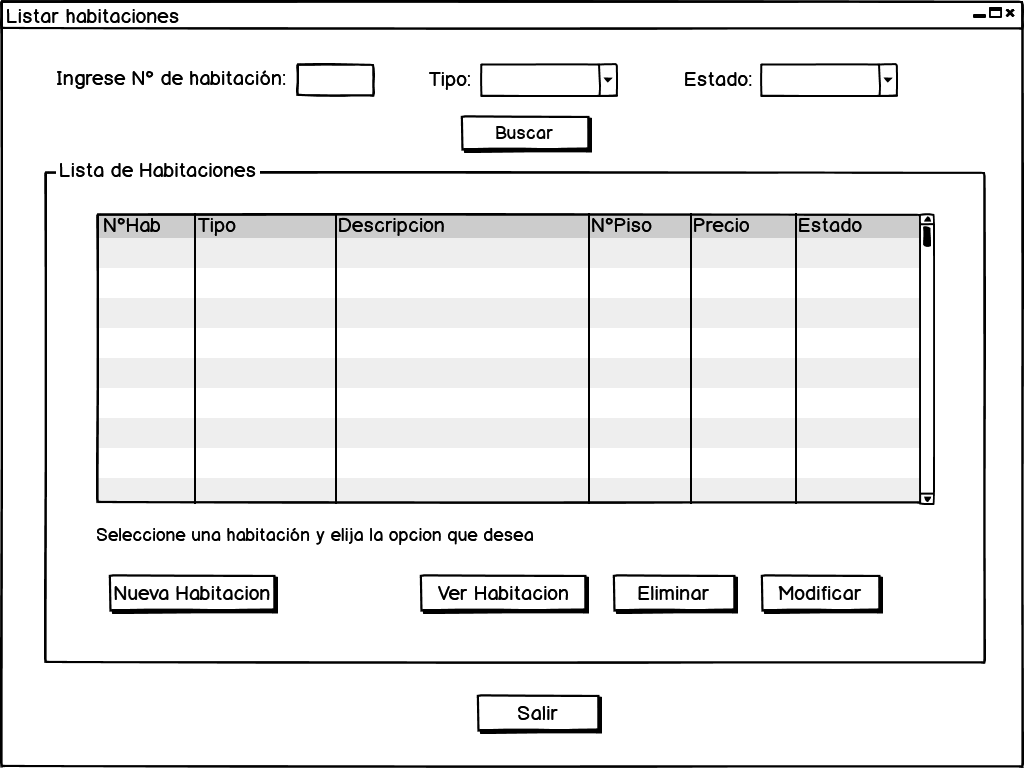 Listar habitaciones
Ingrese N° de habitación: Tipo: Estado:
Buscar
Lista de Habitaciones
N°Hab Tipo Descripcion N°Piso Precio Estado
Seleccione una habitación y elija la opcion que desea
Nueva Habitacion Ver Habitacion Eliminar Modificar
Salir